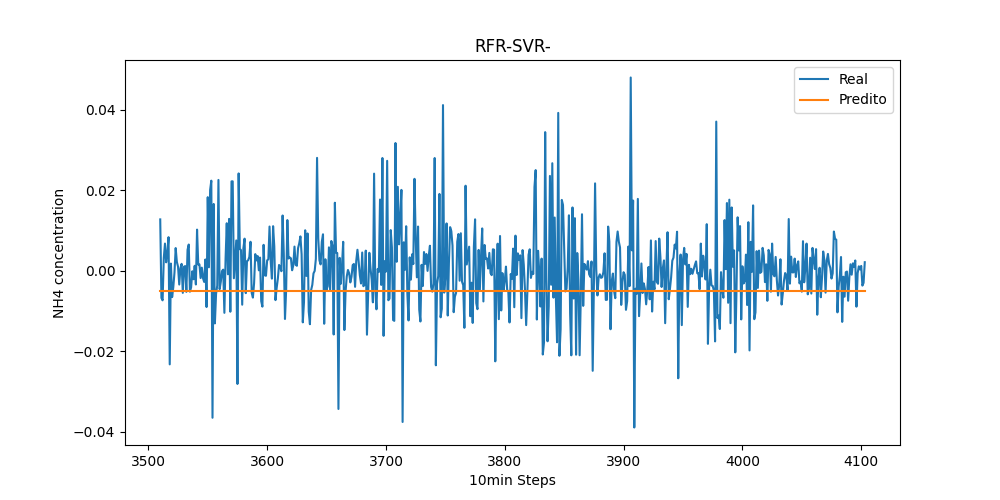 RFR-SVR-
Real
Predito
NH4 concentration
0.04
0.02
0.00
−0.02
−0.04
3500 3600 3700 3800 3900 4000 4100
10min Steps